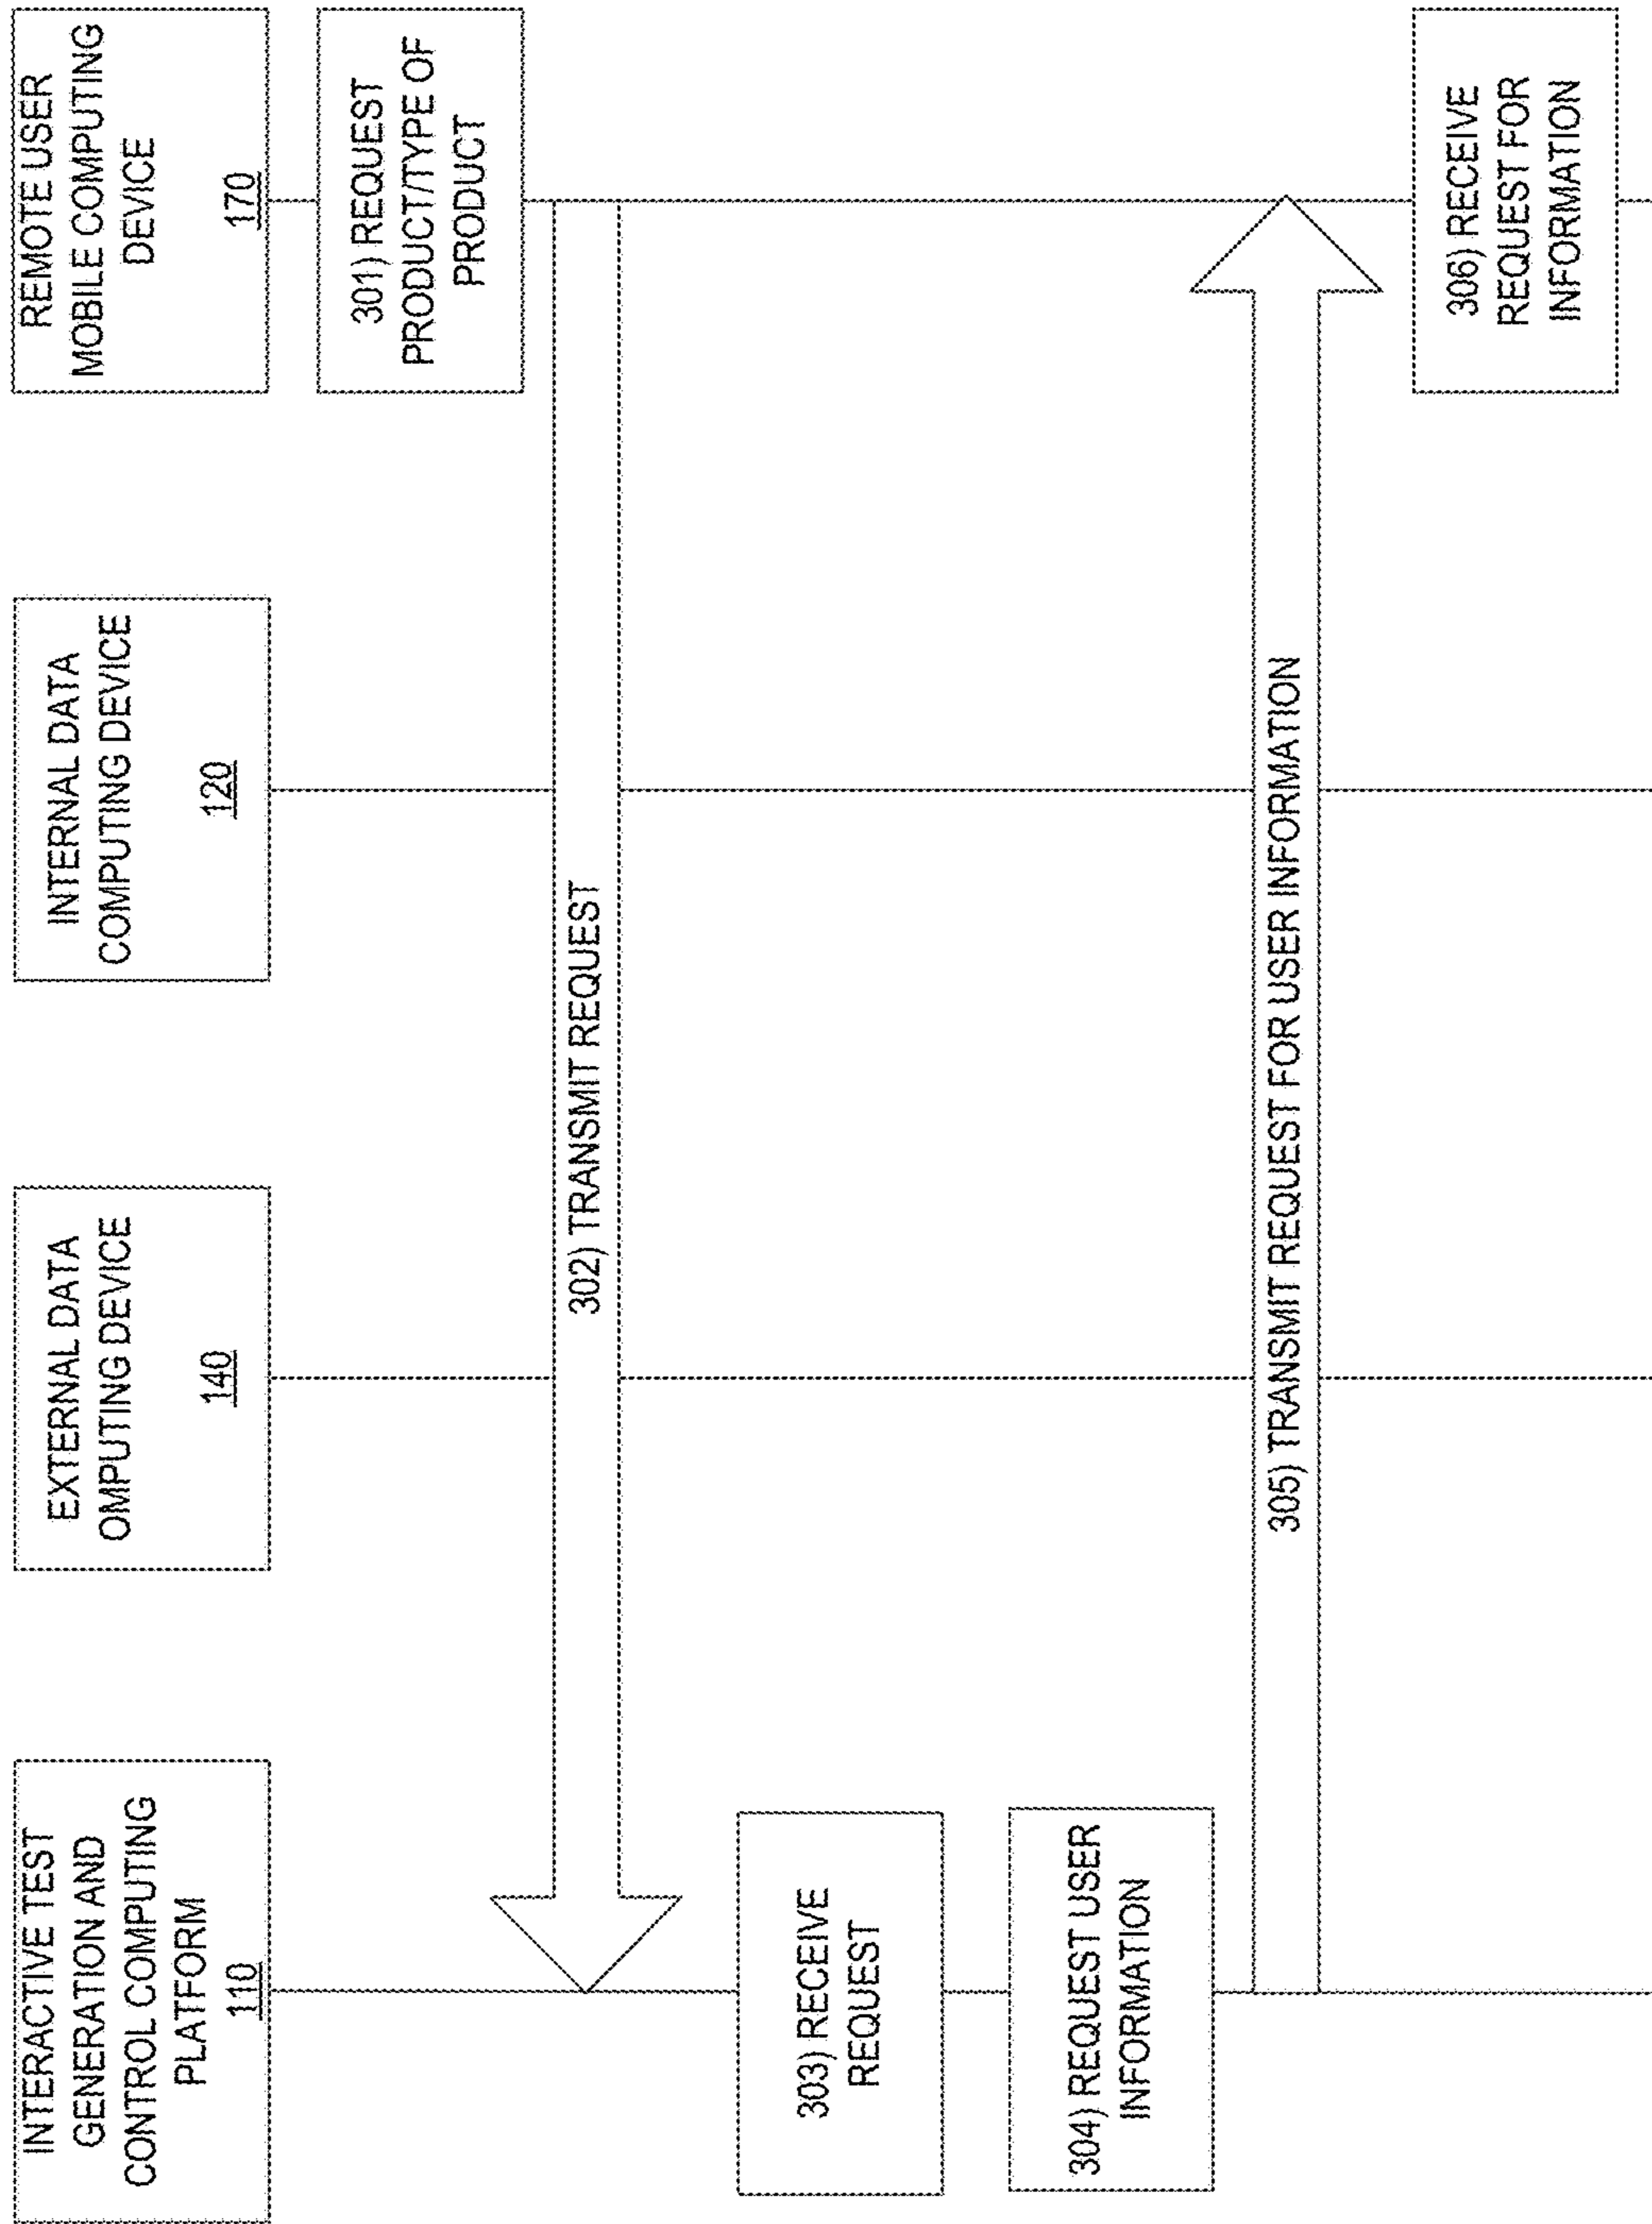 INTERACTIVE TEST
GENERATION AND
CONTROL COMPUTING
PLATFORM
110
EXTERNAL DATA
OMPUTING DEVICE
140
INTERNAL DATA
COMPUTING DEVICE
120
REMOTE USER
MOBILE COMPUTING
DEVICE
170
301) REQUEST
PRODUCT/TYPE OF
PRODUCT
302) TRANSMIT REQUEST
303) RECEIVE
REQUEST
304) REQUEST USER
INFORMATION
305) TRANSMIT REQUEST FOR USER INFORMATION
306) RECEIVE
REQUEST FOR
INFORMATION